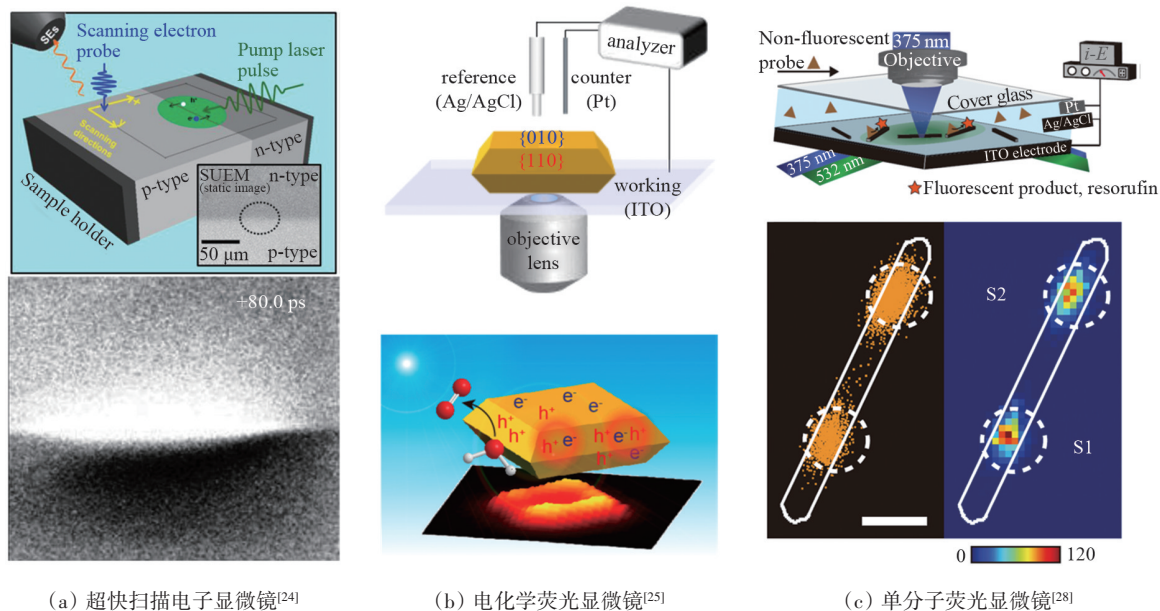 SEs
Scanning electron
probe
Pump laser
pulse
x
y
Scanning
directions
n-type
p-type
Sample holder
SUEM
(static image)
n-type
50 μm
p-type
+80.0 ps
(a) 超快扫描电子显微镜[24]
analyzer
reference
(Ag/AgCl)
counter
(Pt)
{010}
{110}
working
(ITO)
objective
lens
e-
e-
e-
h+
h+
h+
h+
e-
h+
h+
e-
h+
h+
e-
(b) 电化学荧光显微镜[25]
Non-fluorescent
probe
375 nm
Objective
i-E
Cover glass
Pt
Ag/AgCl
ITO electrode
375 nm
532 nm
Fluorescent product, resorufin
S2
S1
0
120
(c) 单分子荧光显微镜[28]